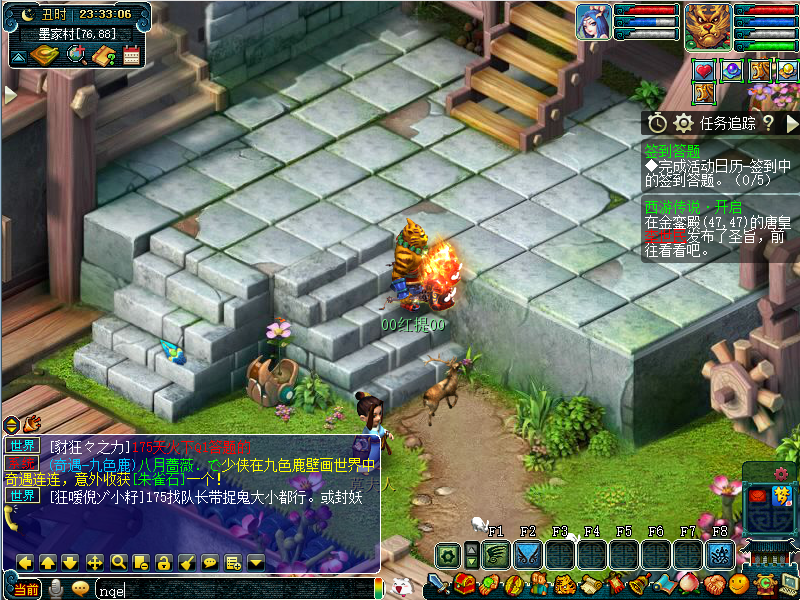 丑时 23:33:06
墨家村[76,88]
任务追踪 ?
签到答题
◆完成活动日历-签到中
的签到答题。(0/5)
西游传说·开启
在金銮殿(47,47)的唐皇
发布了圣旨，前
往看看吧。
00红提00
世界 [豺狂々之力]175
(奇遇-九色鹿)八月蔷薇﹑て少侠在九色鹿壁画世界中
奇遇连连，意外收获[朱雀石]一个!
世界 [狂嗳倪ゾ小籽]175找队长带捉鬼大小都行。或封妖
F1 F2 F3 F4 F5 F6 F7 F8
当前 nge